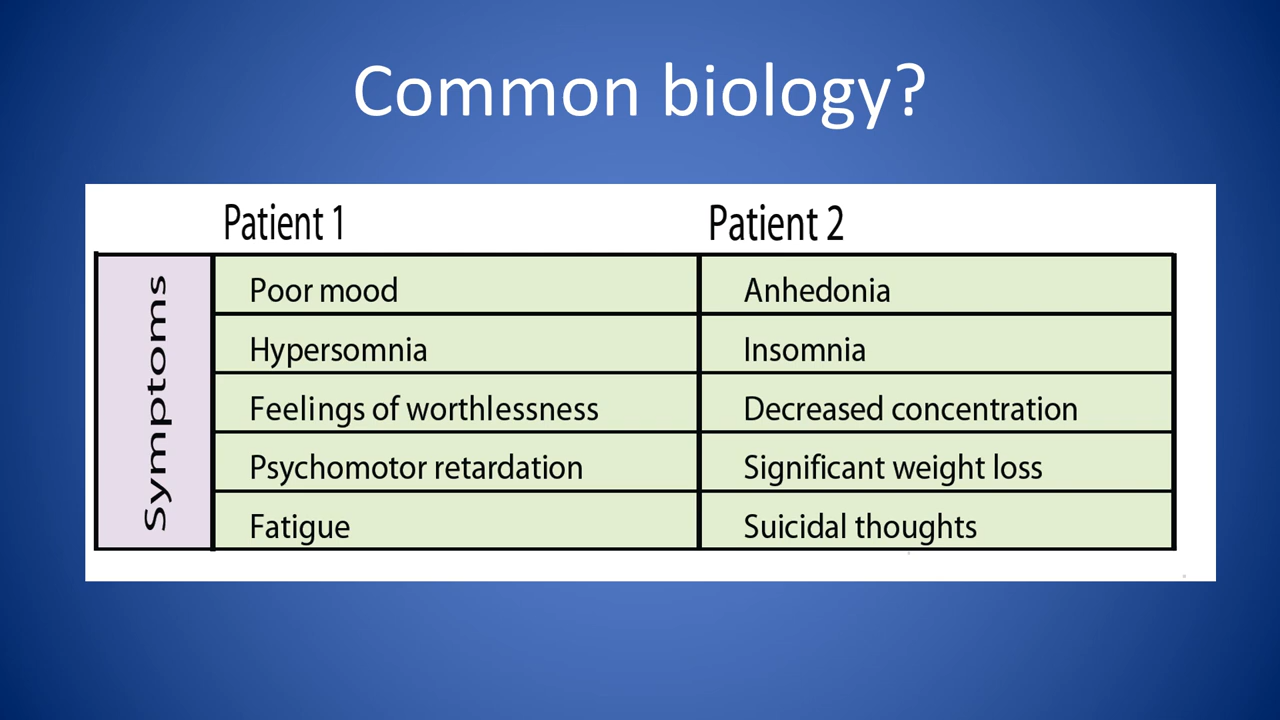 Common biology?
Patient 1 Patient 2
Symptoms
Poor mood Anhedonia
Hypersomnia Insomnia
Feelings of worthlessness Decreased concentration
Psychomotor retardation Significant weight loss
Fatigue Suicidal thoughts